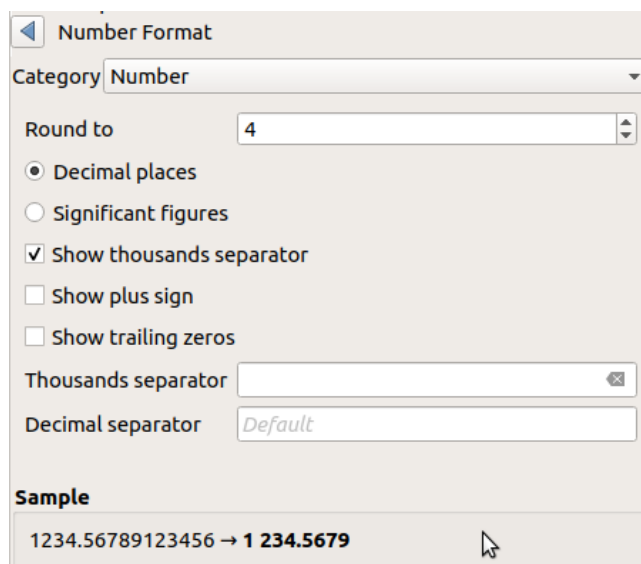 Number Format
Category Number
Round to 4
Decimal places
Significant figures
Show thousands separator
Show plus sign
Show trailing zeros
Thousands separator
Decimal separator Default
Sample
1234.56789123456 → 1 234.5679